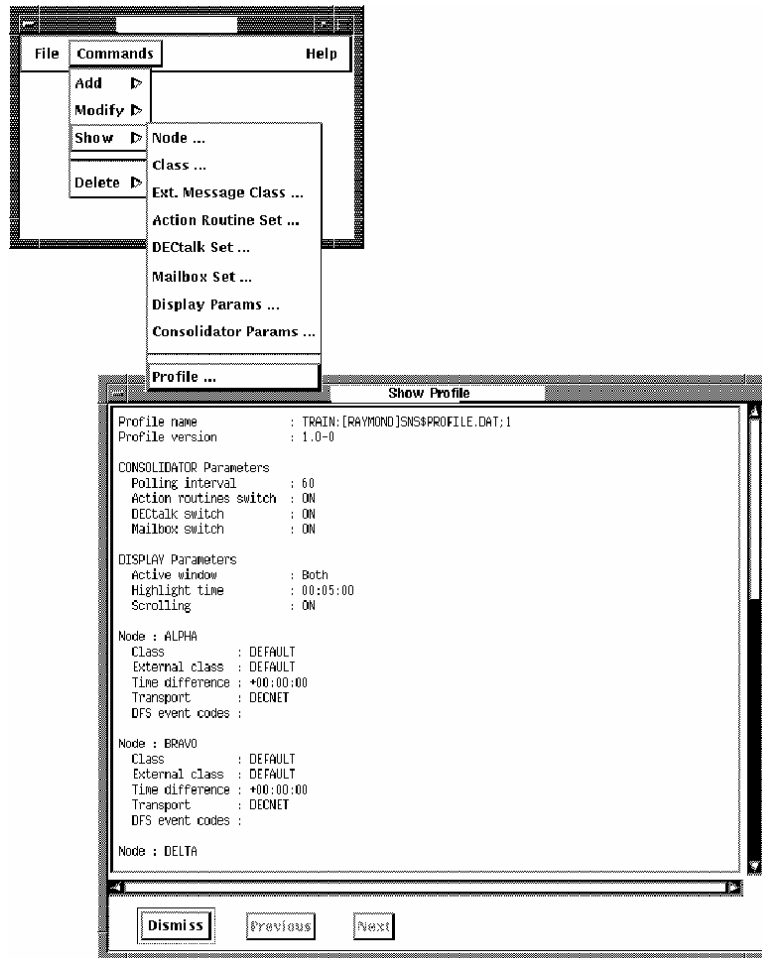 File Commands Help
Add
Modify
Show
Delete
Node ...
Class ...
Ext. Message Class ...
Action Routine Set ...
DECtalk Set ...
Mailbox Set ...
Display Params ...
Consolidator Params ...
Profile ...
Show Profile
Profile name : TRAIN:[RAYMOND]SNS$PROFILE.DAT;1
Profile version : 1.0-0
CONSOLIDATOR Parameters
Polling interval : 60
Action routines switch : ON
DECtalk switch : ON
Mailbox switch : ON
DISPLAY Parameters
Active window : Both
Highlight time : 00:05:00
Scrolling : ON
Node : ALPHA
Class : DEFAULT
External class : DEFAULT
Time difference : +00:00:00
Transport : DECNET
DFS event codes :
Node : BRAVO
Class : DEFAULT
External class : DEFAULT
Time difference : +00:00:00
Transport : DECNET
DFS event codes :
Node : DELTA
Dismiss Previous Next